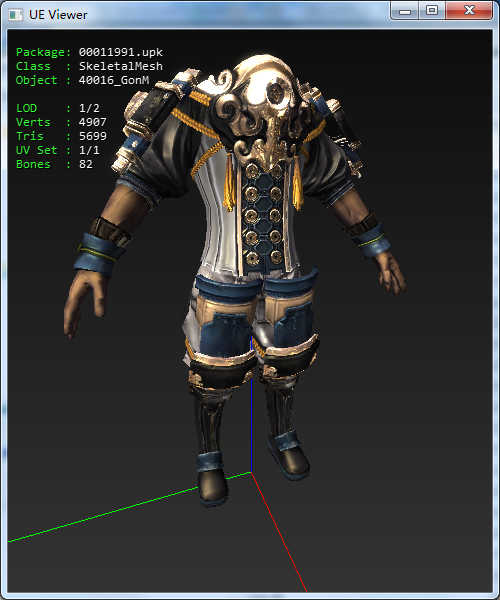 UE Viewer
Package: 00011991.upk
Class : SkeletalMesh
Object : 40016_GonM
LOD : 1/2
Verts : 4907
Tris : 5699
UV Set : 1/1
Bones : 82